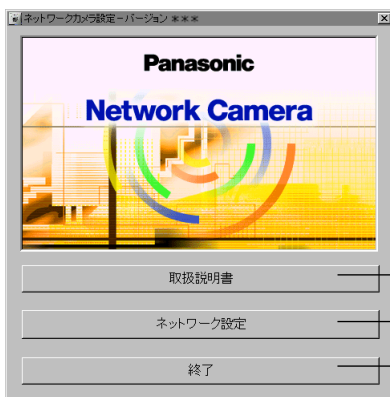 ネットワークカメラ設定-バージョン ＊＊＊
Panasonic
Network Camera
取扱説明書
ネットワーク設定
終了